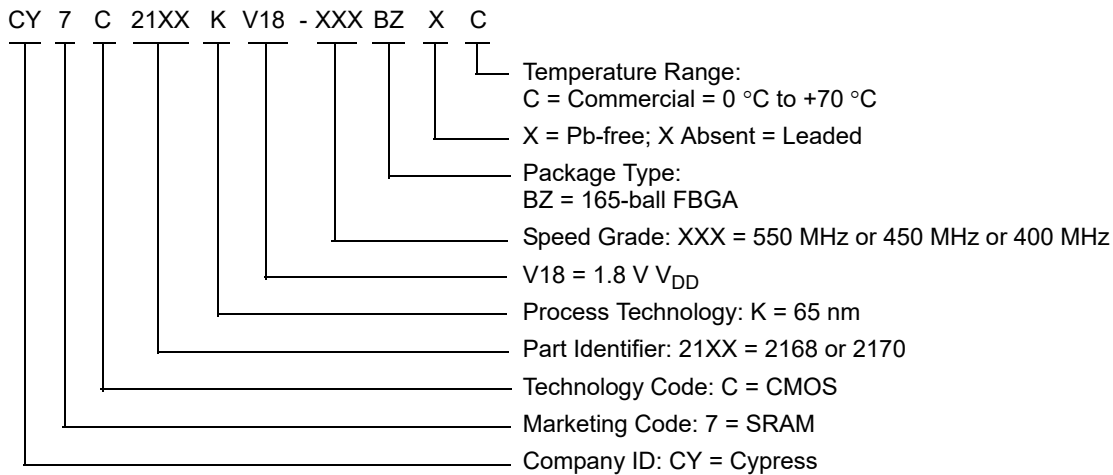 CY 7 C 21XX K V18 - XXX BZ X C
Temperature Range:
C = Commercial = 0 °C to +70 °C
X = Pb-free; X Absent = Leaded
Package Type:
BZ = 165-ball FBGA
Speed Grade: XXX = 550 MHz or 450 MHz or 400 MHz
V18 = 1.8 V VDD
Process Technology: K = 65 nm
Part Identifier: 21XX = 2168 or 2170
Technology Code: C = CMOS
Marketing Code: 7 = SRAM
Company ID: CY = Cypress